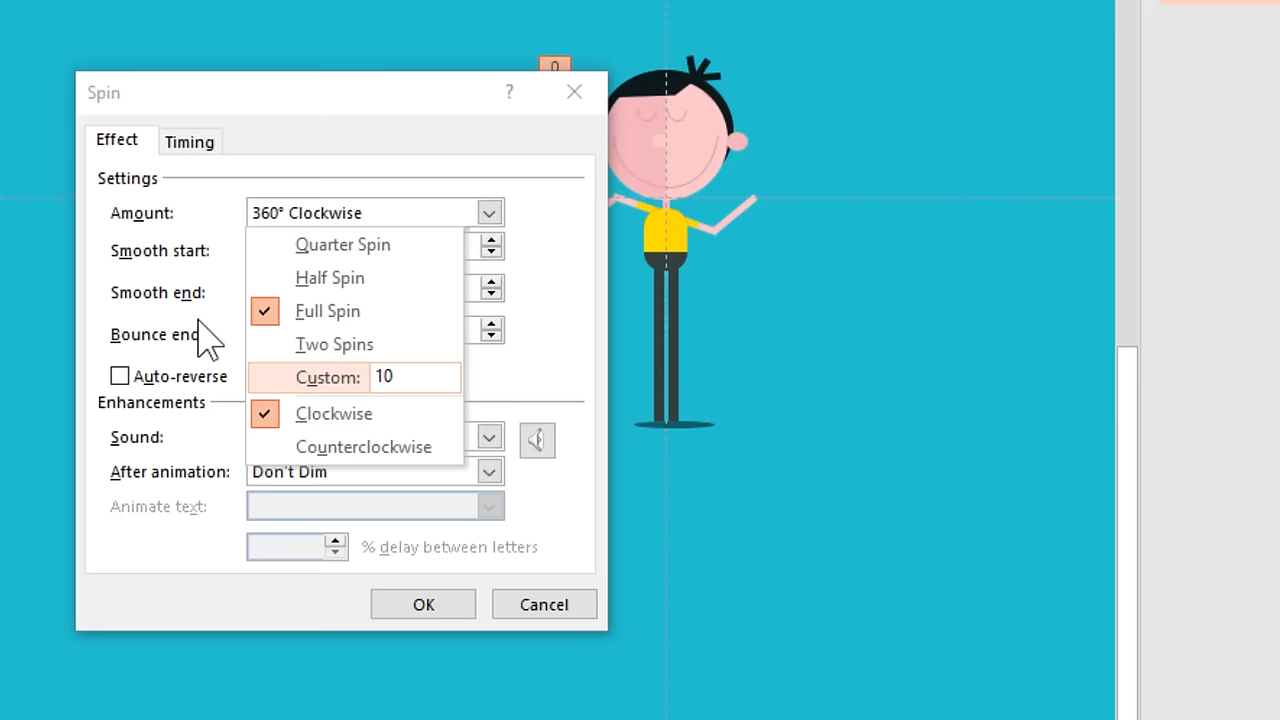 0
Spin
?
Effect
Timing
Settings
Amount:
360° Clockwise
Smooth start:
Quarter Spin
Half Spin
Smooth end:
Full Spin
Bounce end
Two Spins
Auto-reverse
Custom: 10
Enhancements
Clockwise
Sound:
Counterclockwise
After animation:
Don't Dim
Animate text:
% delay between letters
OK
Cancel